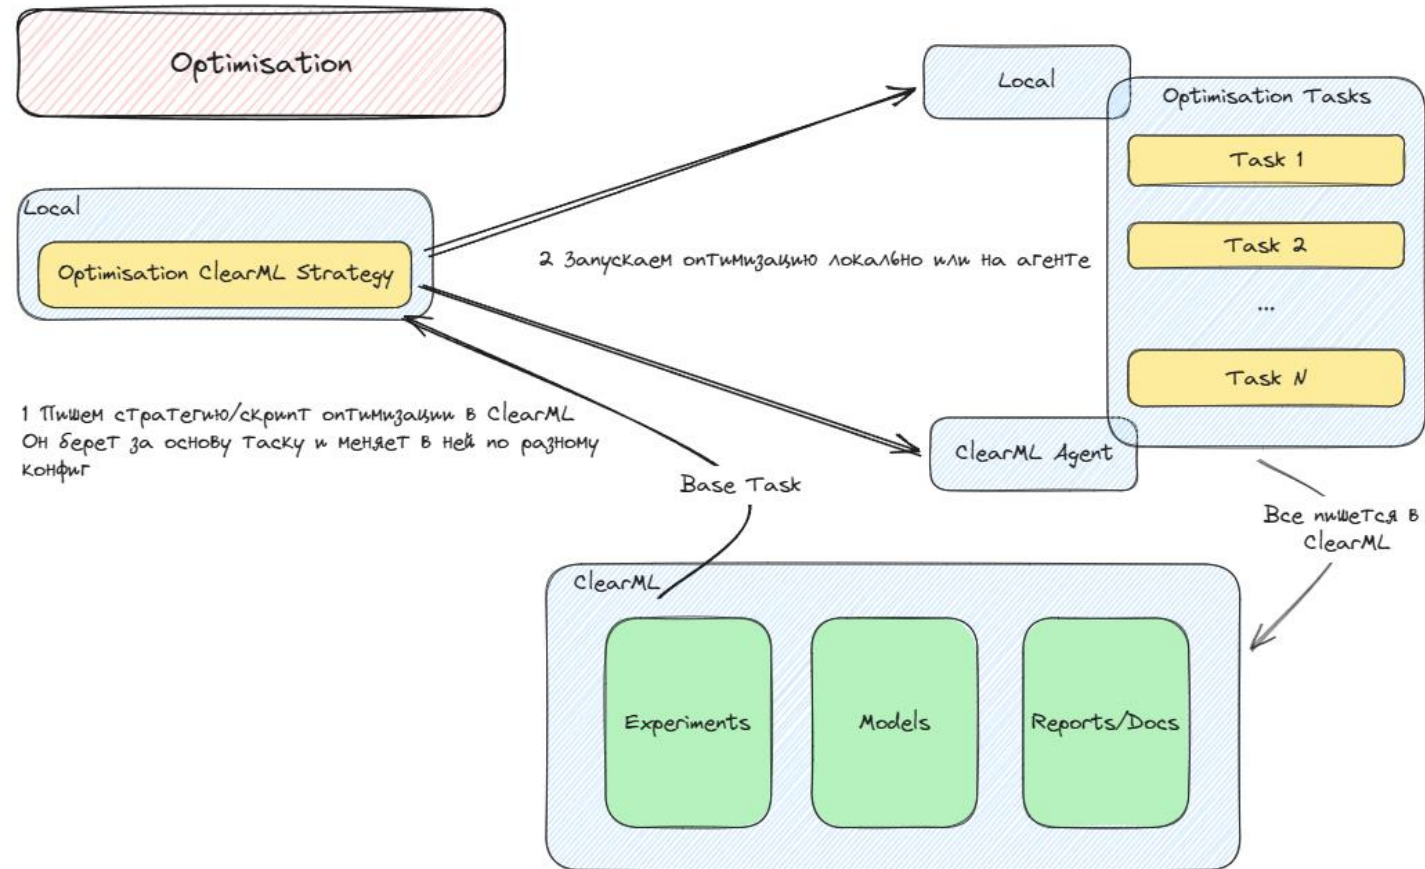 Optimisation
Local
Optimisation ClearML Strategy
1 Пишем стратегию/скрипт оптимизации в ClearML
Он берет за основу таску и меняет в ней по разному
конфиг
2 Запускаем оптимизацию локально или на агенте
Local
Optimisation Tasks
Task 1
Task 2
...
Task N
ClearML Agent
Base Task
Все пишется в
ClearML
ClearML
Experiments
Models
Reports/Docs